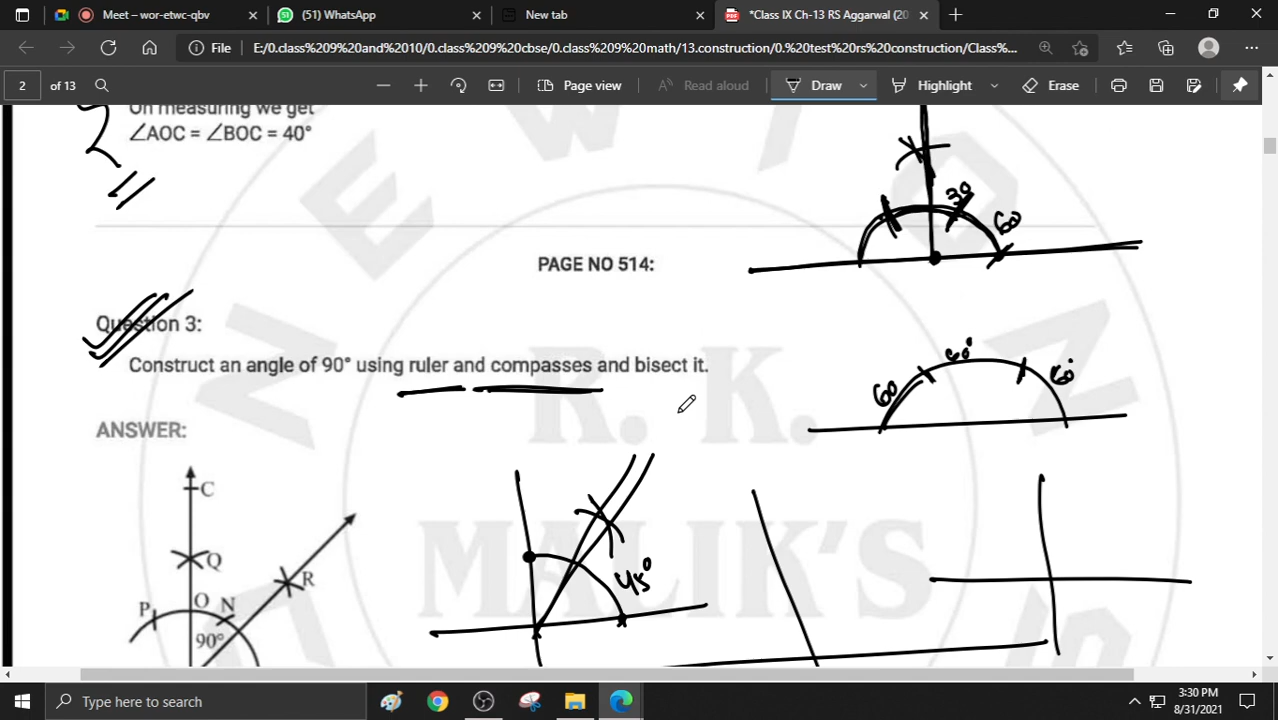 Meet – wor-etwc-qbv
(51) WhatsApp
New tab
*Class IX Ch-13 RS Aggarwal (20
File E:/0.class%209%20and%2010/0.class%209%20cbse/0.class%209%20math/13.construction/0.%20test%20rs%20construction/Class%...
2 of 13
Page view
Read aloud
Draw
Highlight
Erase
On measuring we get
∠AOC = ∠BOC = 40°
30
60
PAGE NO 514:
Question 3:
Construct an angle of 90° using ruler and compasses and bisect it.
60
60°
60°
ANSWER:
C
Q
R
P
O
N
90°
45°
NEWTON
R. K.
MALIK'S
Type here to search
3:30 PM
8/31/2021